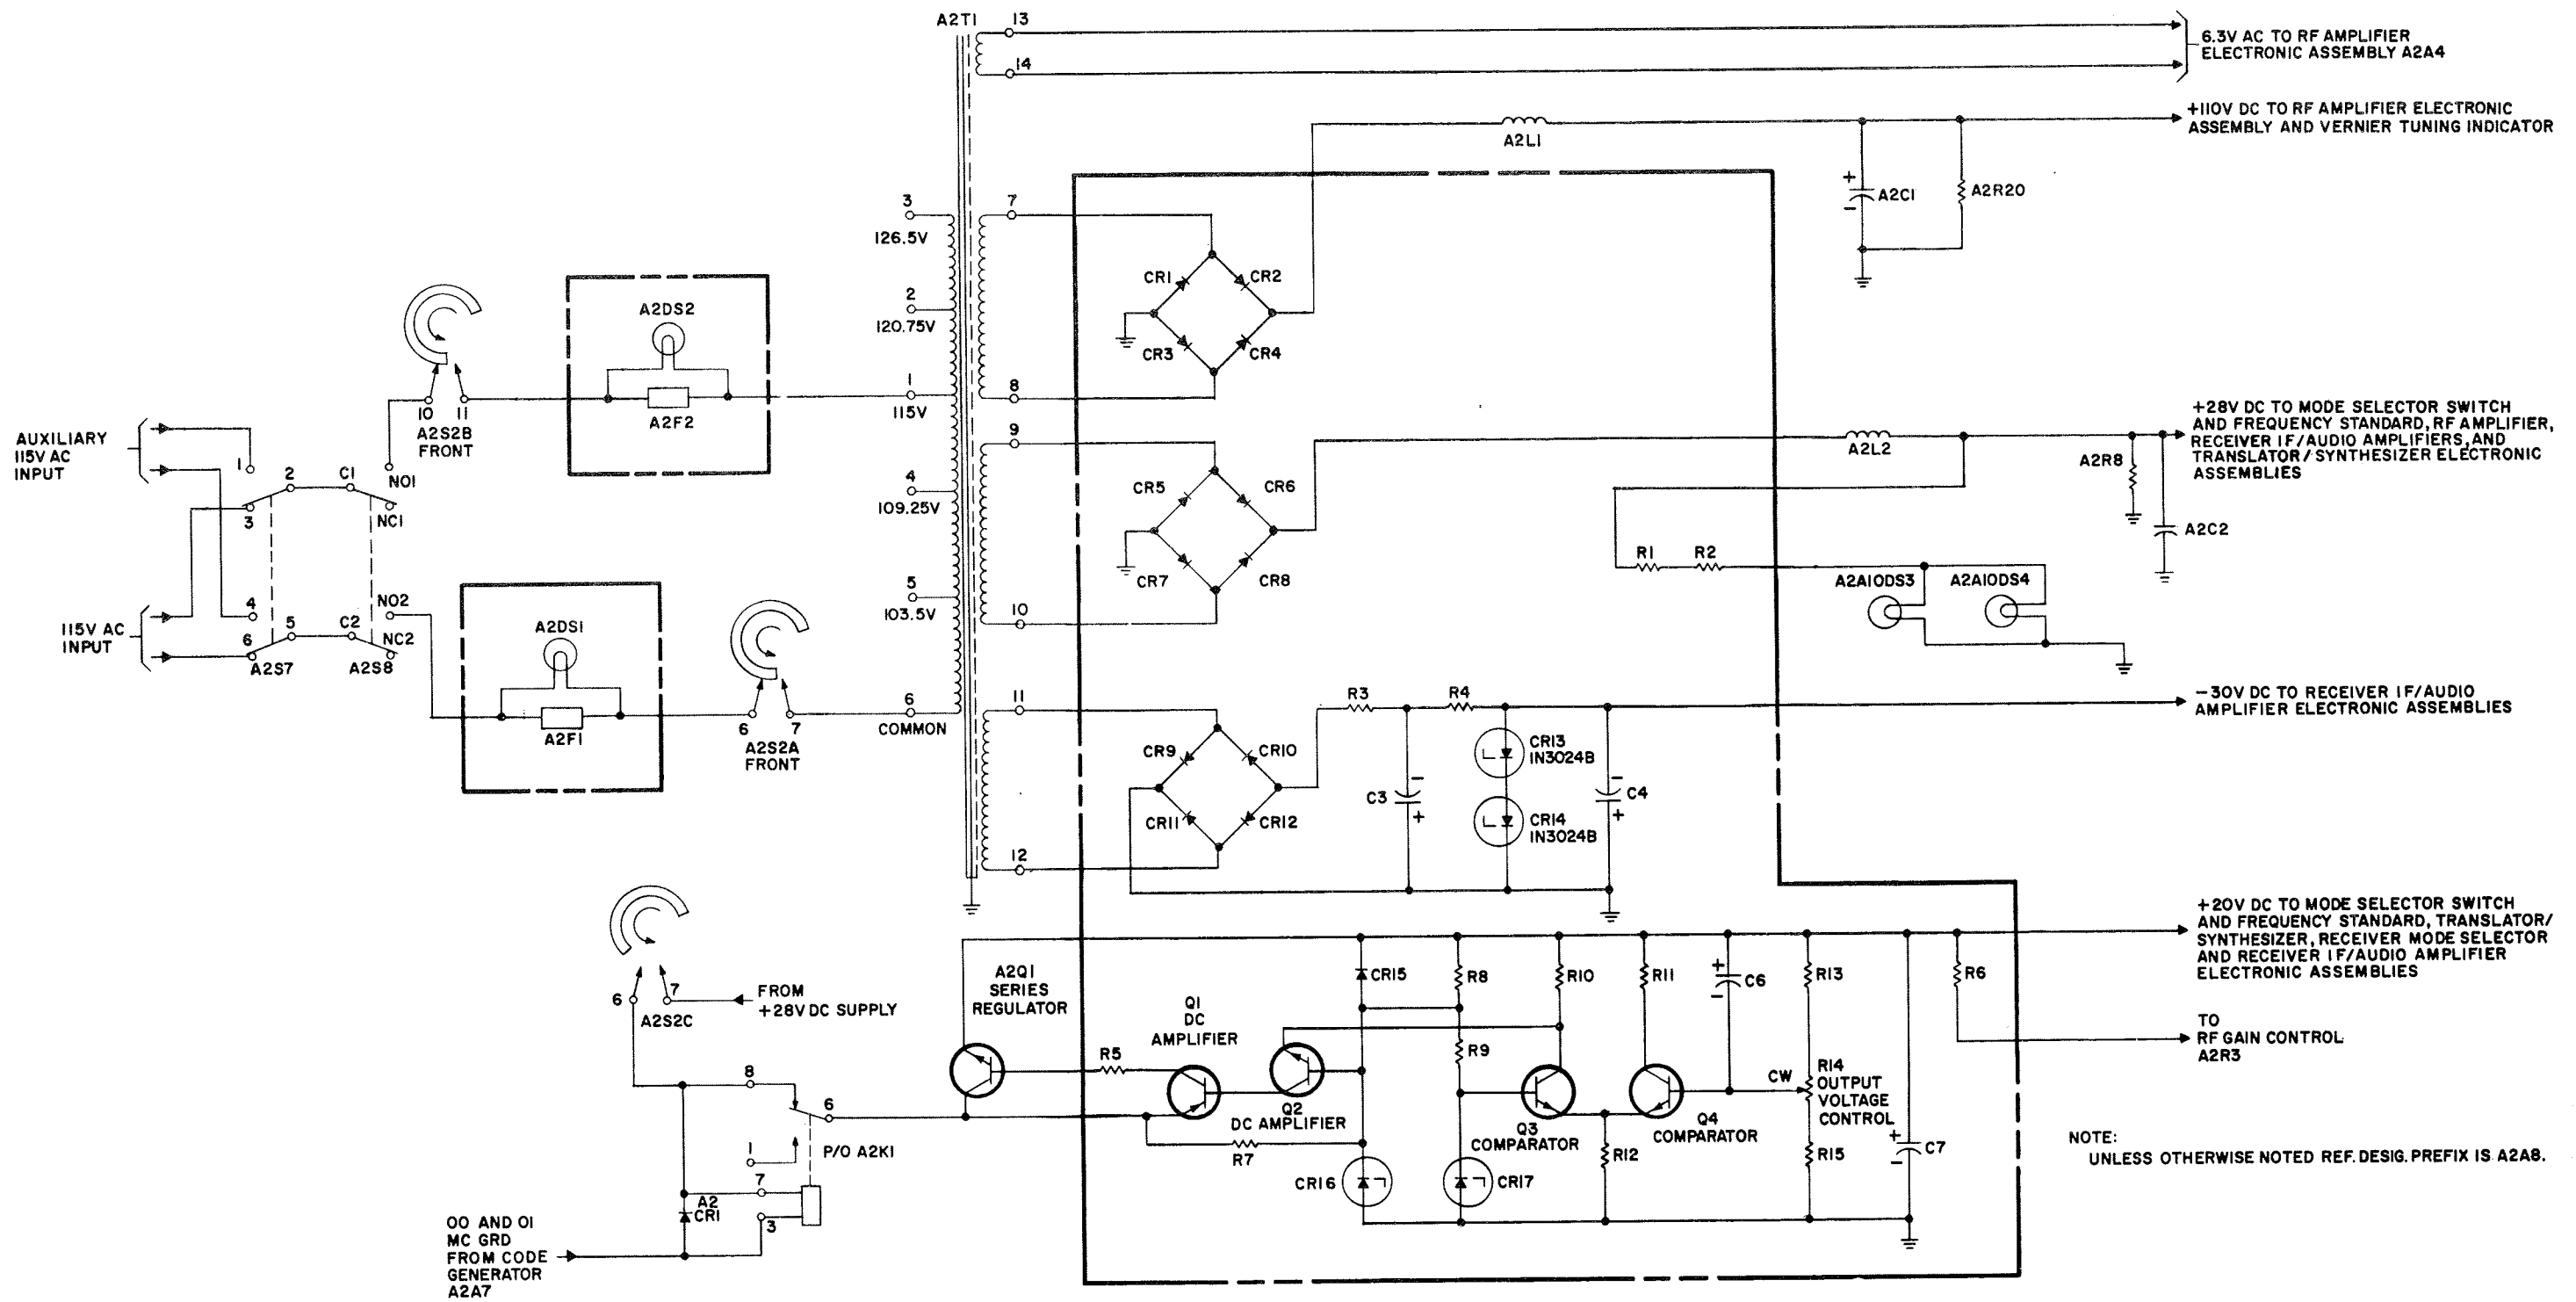 A2T1
13
14
6.3V AC TO RF AMPLIFIER
ELECTRONIC ASSEMBLY A2A4
+110V DC TO RF AMPLIFIER ELECTRONIC
ASSEMBLY AND VERNIER TUNING INDICATOR
A2L1
A2C1
+
-
A2R20
3
126.5V
2
120.75V
1
115V
4
109.25V
5
103.5V
6
COMMON
7
8
9
10
11
12
CR1
CR2
CR3
CR4
A2DS2
A2F2
10
11
A2S2B
FRONT
AUXILIARY
115V AC
INPUT
1
2
C1
NO1
3
NC1
4
5
C2
NO2
6
NC2
A2S7
A2S8
115V AC
INPUT
A2DS1
A2F1
6
7
A2S2A
FRONT
CR5
CR6
CR7
CR8
A2L2
A2R8
A2C2
+28V DC TO MODE SELECTOR SWITCH
AND FREQUENCY STANDARD, RF AMPLIFIER,
RECEIVER IF/AUDIO AMPLIFIERS, AND
TRANSLATOR/SYNTHESIZER ELECTRONIC
ASSEMBLIES
R1
R2
A2A10DS3
A2A10DS4
R3
R4
-30V DC TO RECEIVER IF/AUDIO
AMPLIFIER ELECTRONIC ASSEMBLIES
CR9
CR10
CR11
CR12
C3
-
+
CR13
IN3024B
CR14
IN3024B
-
C4
+
+20V DC TO MODE SELECTOR SWITCH
AND FREQUENCY STANDARD, TRANSLATOR/
SYNTHESIZER, RECEIVER MODE SELECTOR
AND RECEIVER IF/AUDIO AMPLIFIER
ELECTRONIC ASSEMBLIES
6
7
A2S2C
FROM
+28V DC SUPPLY
A2Q1
SERIES
REGULATOR
Q1
DC
AMPLIFIER
R5
Q2
DC AMPLIFIER
R7
CR15
R8
R9
R10
R11
+
C6
-
R13
R6
TO
RF GAIN CONTROL
A2R3
CW
R14
OUTPUT
VOLTAGE
CONTROL
Q3
COMPARATOR
Q4
COMPARATOR
R12
R15
+
C7
-
CR16
CR17
8
6
1
P/O A2K1
7
A2
CR1
3
00 AND 01
MC GRD
FROM CODE
GENERATOR
A2A7
NOTE:
UNLESS OTHERWISE NOTED REF. DESIG. PREFIX IS A2A8.